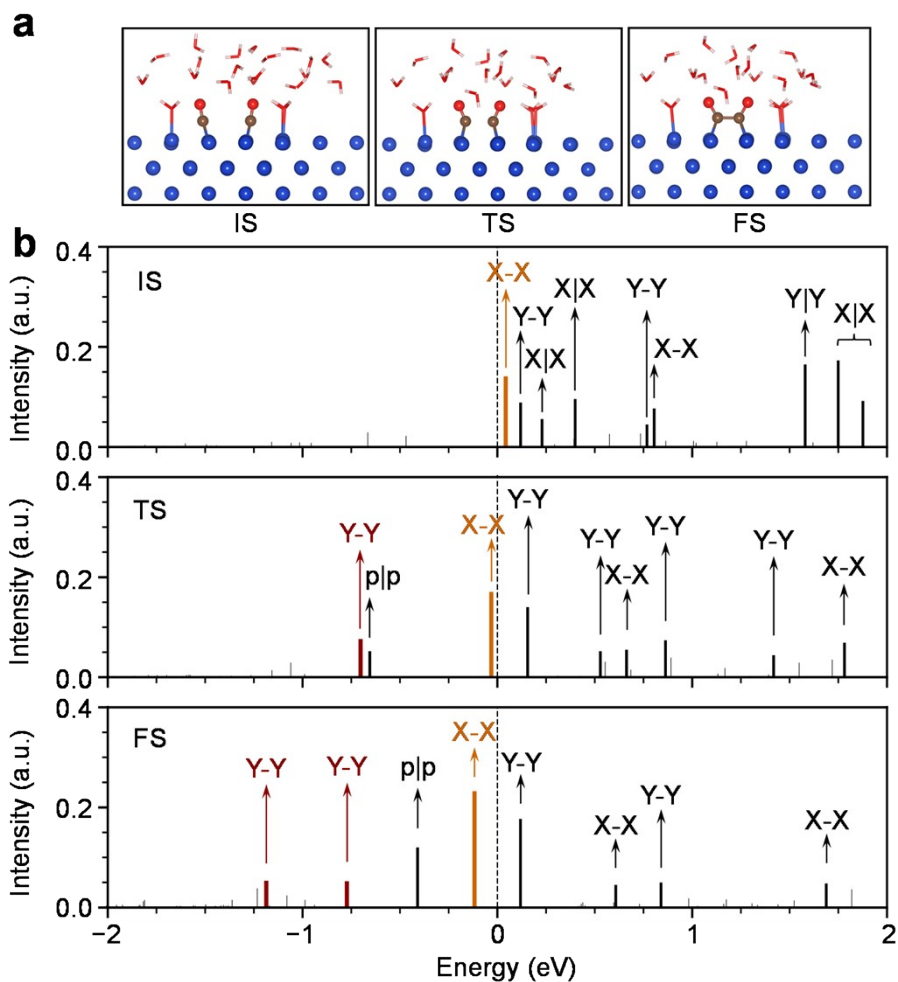 a
IS TS FS
b
0.4
IS
X-X
Y-Y
X|X
X|X
Y-Y
X-X
Y|Y
X|X
Intensity (a.u.)
0.2
0.0
0.4
TS
Y-Y
p|p
X-X
Y-Y
Y-Y
X-X
Y-Y
Y-Y
X-X
Intensity (a.u.)
0.2
0.0
0.4
FS
Y-Y
Y-Y
p|p
X-X
Y-Y
X-X
Y-Y
X-X
Intensity (a.u.)
0.2
0.0
−2 −1 0 1 2
Energy (eV)